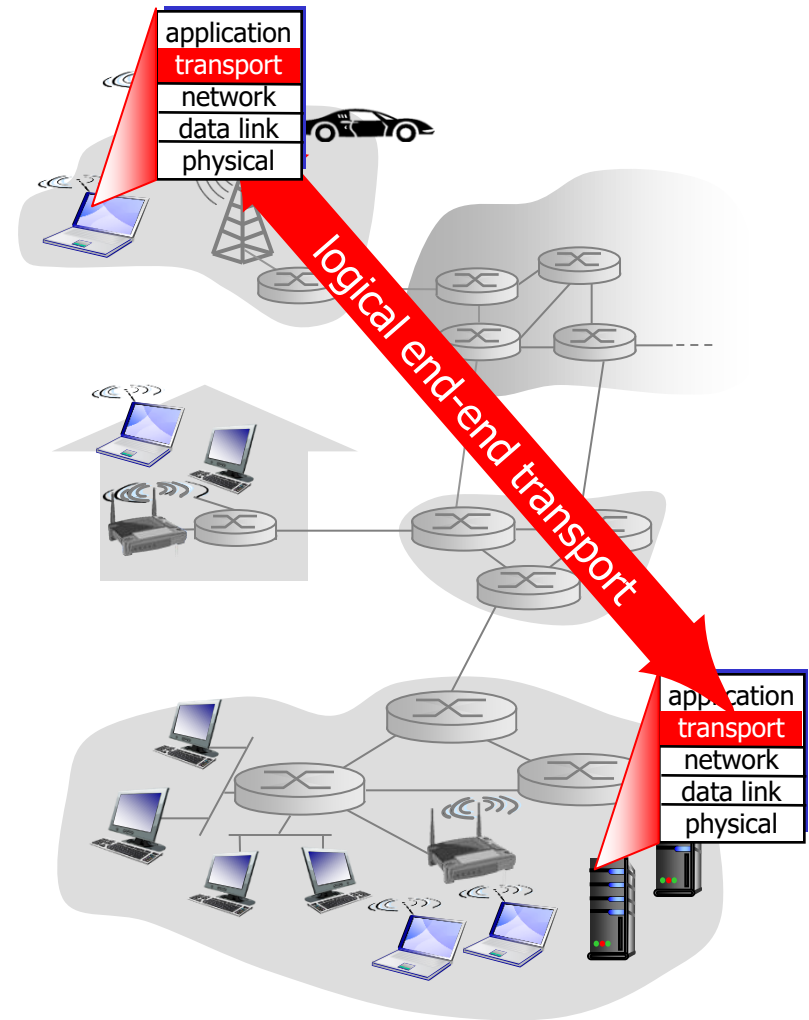 application
transport
network
data link
physical
logical end-end transport
application
transport
network
data link
physical